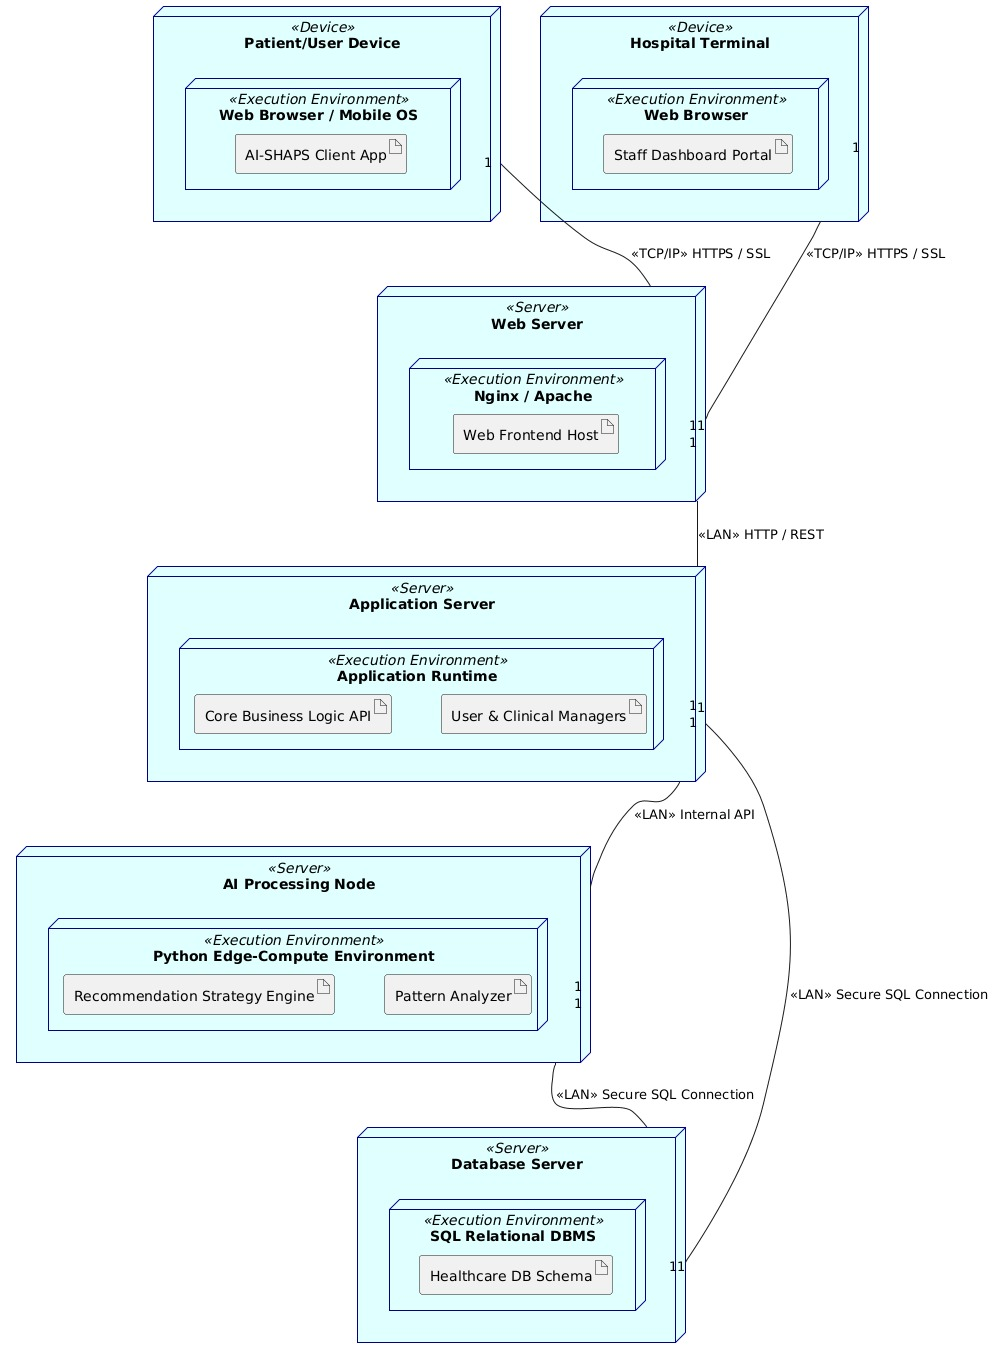 «Device»
Patient/User Device
«Execution Environment»
Web Browser / Mobile OS
AI-SHAPS Client App
1
«Device»
Hospital Terminal
«Execution Environment»
Web Browser
Staff Dashboard Portal
1
«TCP/IP» HTTPS / SSL
«TCP/IP» HTTPS / SSL
«Server»
Web Server
«Execution Environment»
Nginx / Apache
Web Frontend Host
11
1
«LAN» HTTP / REST
«Server»
Application Server
«Execution Environment»
Application Runtime
Core Business Logic API
User & Clinical Managers
11
1
«LAN» Internal API
«Server»
AI Processing Node
«Execution Environment»
Python Edge-Compute Environment
Recommendation Strategy Engine
Pattern Analyzer
1
1
«LAN» Secure SQL Connection
«LAN» Secure SQL Connection
«Server»
Database Server
«Execution Environment»
SQL Relational DBMS
Healthcare DB Schema
11